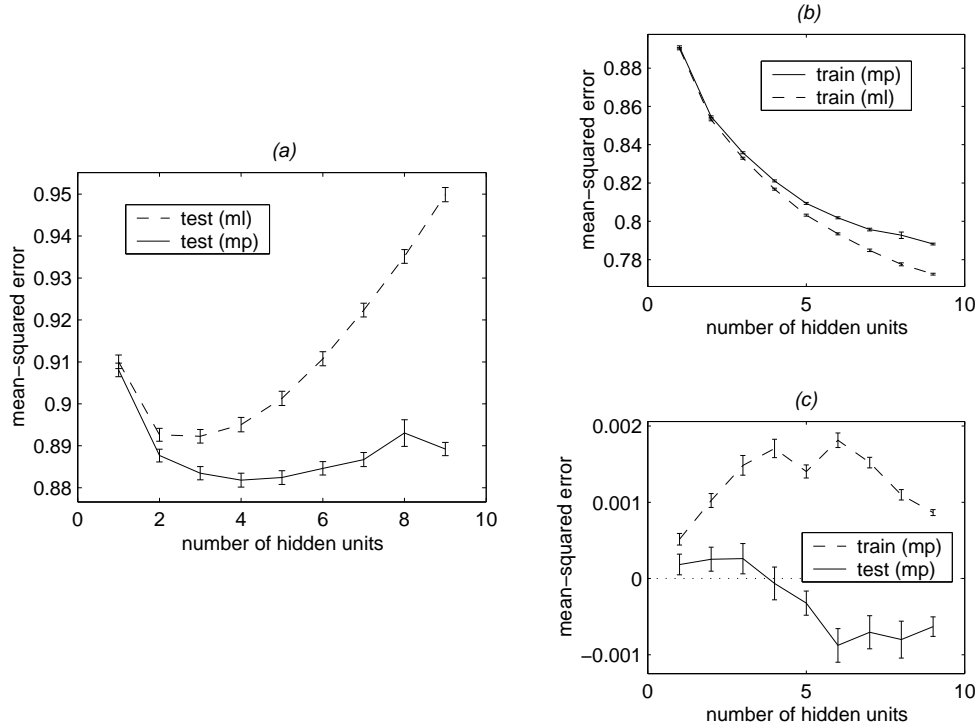 (a)
mean−squared error
0.95
0.94
0.93
0.92
0.91
0.9
0.89
0.88
test (ml)
test (mp)
0 2 4 6 8 10
number of hidden units
(b)
mean−squared error
0.88
0.86
0.84
0.82
0.8
0.78
train (mp)
train (ml)
0 5 10
number of hidden units
(c)
mean−squared error
0.002
0.001
0
−0.001
train (mp)
test (mp)
0 5 10
number of hidden units